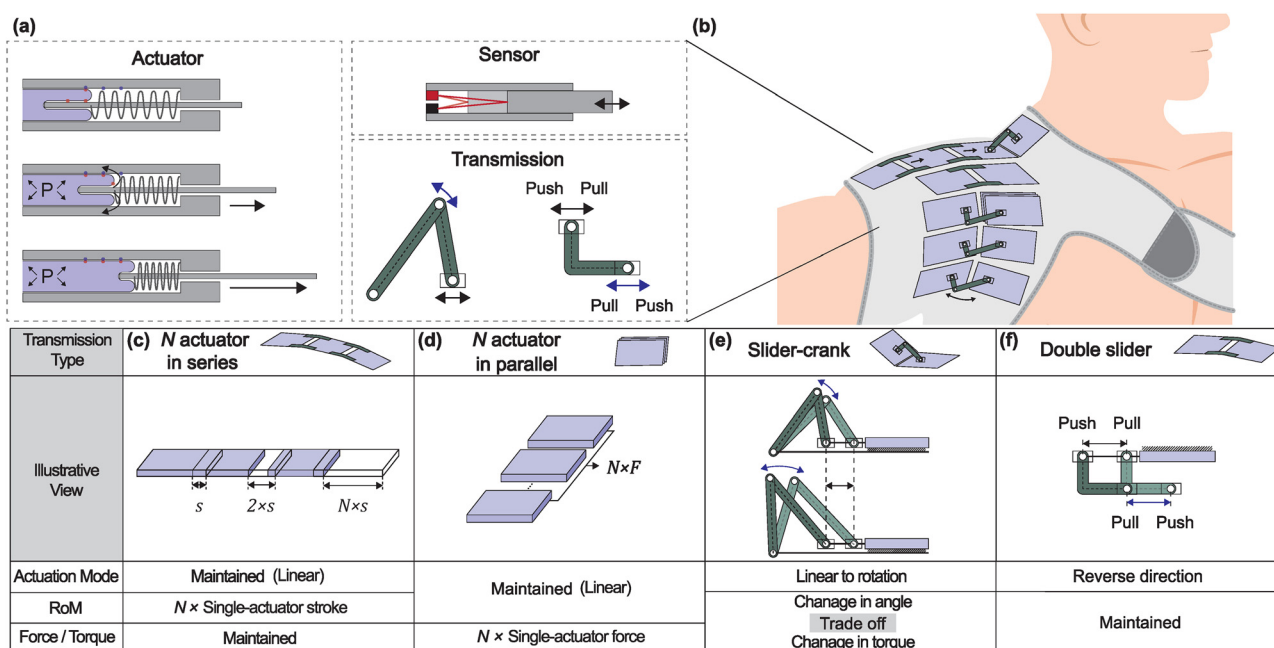 (a)
Actuator
P
P
Sensor
Transmission
Push Pull
Pull Push
(b)
Transmission Type
(c) N actuator in series
(d) N actuator in parallel
(e) Slider-crank
(f) Double slider
Illustrative View
s
2×s
N×s
N×F
Push Pull
Pull Push
Actuation Mode
Maintained (Linear)
Maintained (Linear)
Linear to rotation
Reverse direction
RoM
N × Single-actuator stroke
Chanage in angle
Trade off
Chanage in torque
Maintained
Force / Torque
Maintained
N × Single-actuator force